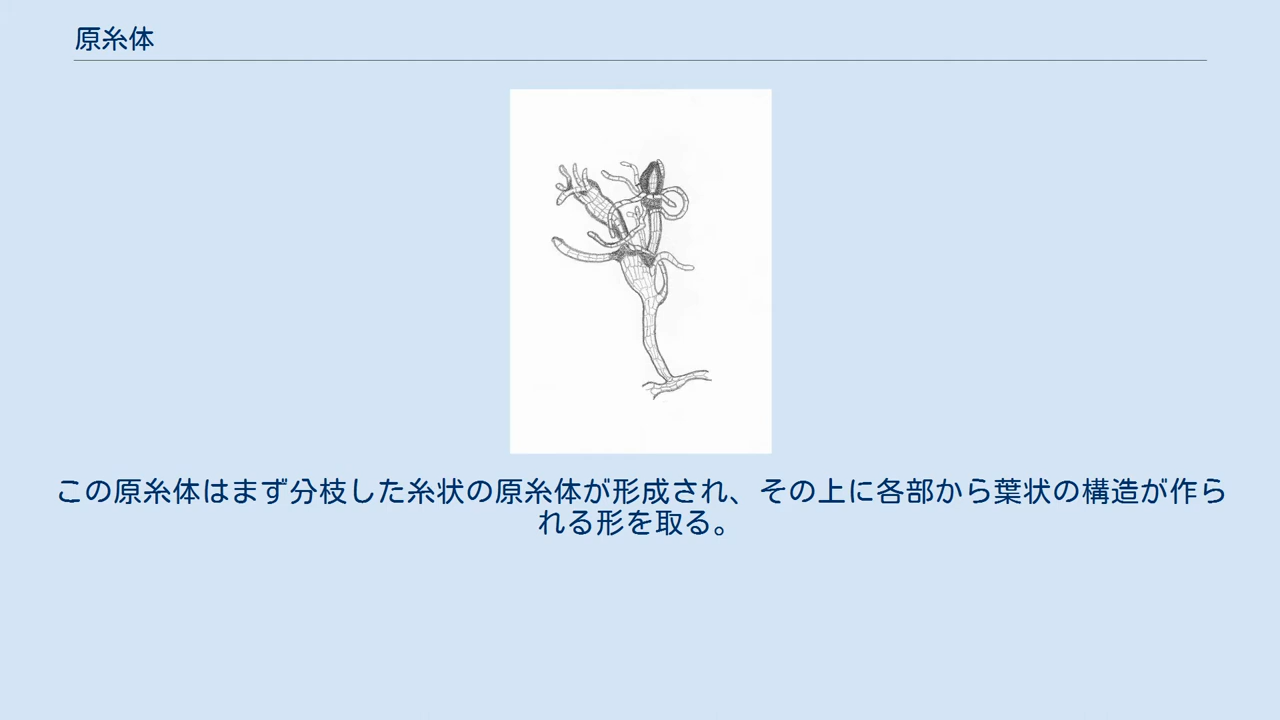 原糸体
この原糸体はまず分枝した糸状の原糸体が形成され、その上に各部から葉状の構造が作ら
れる形を取る。